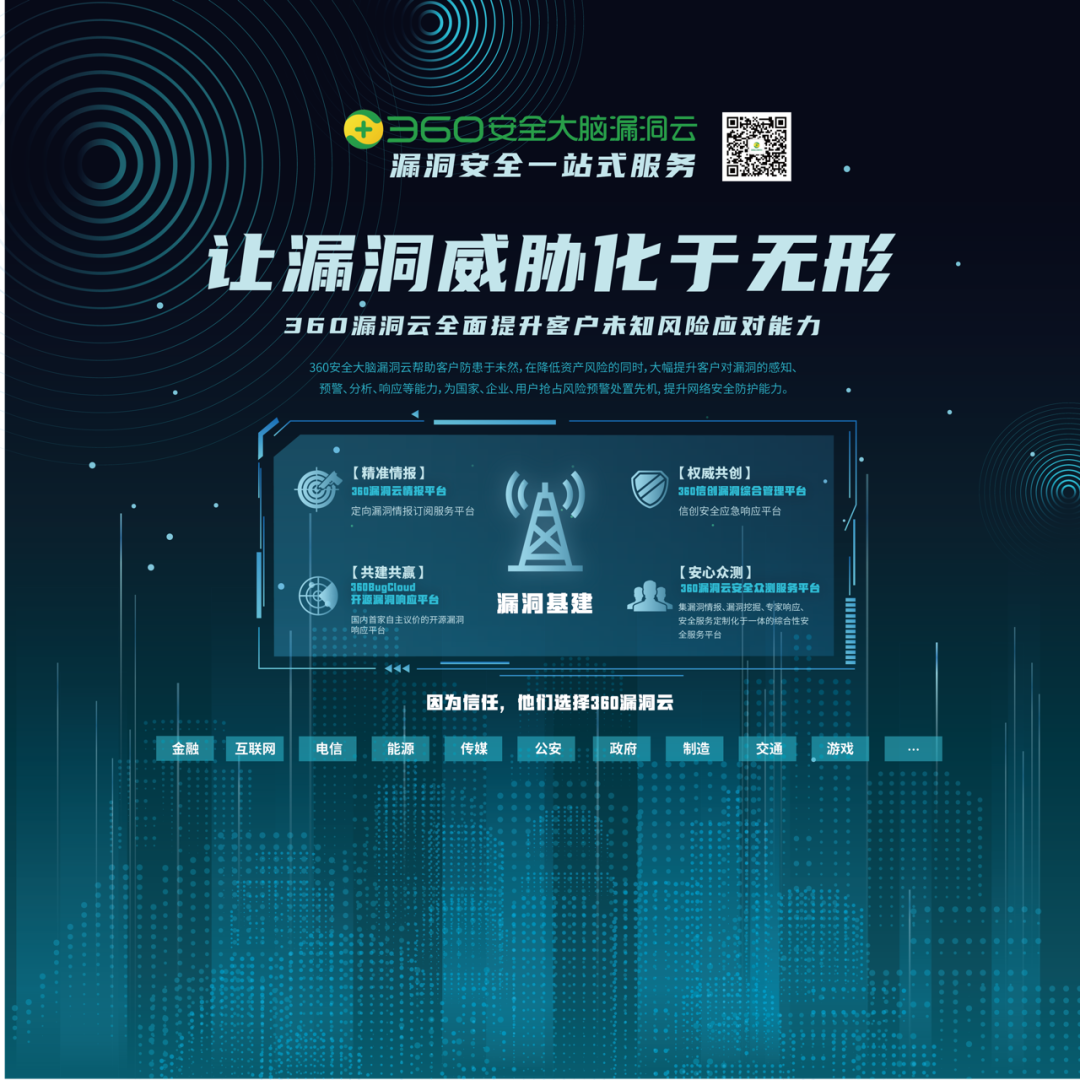 360安全大脑漏洞云
漏洞安全一站式服务
让漏洞威胁化于无形
360漏洞云全面提升客户未知风险应对能力
360安全大脑漏洞云帮助客户防患于未然,在降低资产风险的同时,大幅提升客户对漏洞的感知、
预警、分析、响应等能力,为国家、企业、用户抢占风险预警处置先机,提升网络安全防护能力。
【精准情报】
360漏洞云情报平台
定向漏洞情报订阅服务平台
【共建共赢】
360BugCloud
开源漏洞响应平台
国内首家自主议价的开源漏洞
响应平台
漏洞基建
【权威共创】
360信创漏洞综合管理平台
信创安全应急响应平台
【安心众测】
360漏洞云安全众测服务平台
集漏洞情报、漏洞挖掘、专家响应、
安全服务定制化于一体的综合性安
全服务平台
因为信任，他们选择360漏洞云
金融 互联网 电信 能源 传媒 公安 政府 制造 交通 游戏 ···